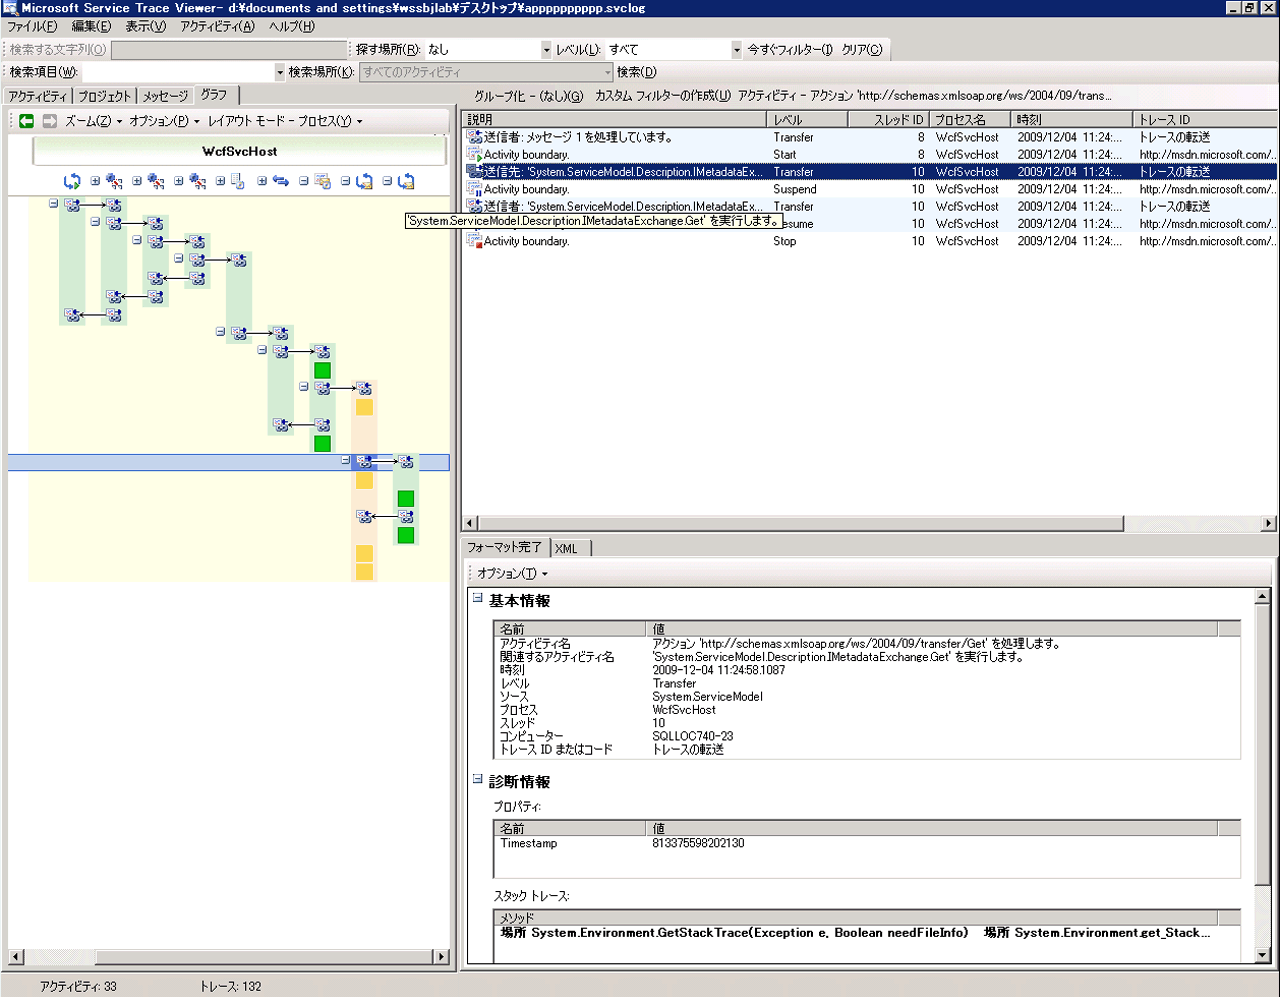 Microsoft Service Trace Viewer- d:¥documents and settings¥wssbjlab¥デスクトップ¥apppppppppp.svclog
ファイル(F) 編集(E) 表示(V) アクティビティ(A) ヘルプ(H)
検索する文字列(O) 探す場所(R): なし レベル(L): すべて 今すぐフィルター(I) クリア(C)
検索項目(W): 検索場所(K): すべてのアクティビティ 検索(D)
アクティビティ プロジェクト メッセージ グラフ
グループ化 - (なし)(G) カスタム フィルターの作成(U) アクティビティ - アクション 'http://schemas.xmlsoap.org/ws/2004/09/trans...
ズーム(Z) オプション(P) レイアウト モード - プロセス(Y)
WcfSvcHost
説明 レベル スレッド ID プロセス名 時刻 トレース ID
送信者: メッセージ 1 を処理しています。 Transfer 8 WcfSvcHost 2009/12/04 11:24:... トレースの転送
Activity boundary. Start 8 WcfSvcHost 2009/12/04 11:24:... http://msdn.microsoft.com/...
送信先: 'System.ServiceModel.Description.IMetadataEx... Transfer 10 WcfSvcHost 2009/12/04 11:24:... トレースの転送
Activity boundary. Suspend 10 WcfSvcHost 2009/12/04 11:24:... http://msdn.microsoft.com/...
送信者: 'System.ServiceModel.Description.IMetadataEx... Transfer 10 WcfSvcHost 2009/12/04 11:24:... トレースの転送
'System.ServiceModel.Description.IMetadataExchange.Get' を実行します。
esume 10 WcfSvcHost 2009/12/04 11:24:... http://msdn.microsoft.com/...
Activity boundary. Stop 10 WcfSvcHost 2009/12/04 11:24:... http://msdn.microsoft.com/...
フォーマット完了 XML
オプション(T)
基本情報
名前 値
アクティビティ名 アクション 'http://schemas.xmlsoap.org/ws/2004/09/transfer/Get' を処理します。
関連するアクティビティ名 'System.ServiceModel.Description.IMetadataExchange.Get' を実行します。
時刻 2009-12-04 11:24:58.1087
レベル Transfer
ソース System.ServiceModel
プロセス WcfSvcHost
スレッド 10
コンピューター SQLLOC740-23
トレース ID またはコード トレースの転送
診断情報
プロパティ:
名前 値
Timestamp 813375598202130
スタック トレース:
メソッド
場所 System.Environment.GetStackTrace(Exception e, Boolean needFileInfo) 場所 System.Environment.get_Stack...
アクティビティ: 33 トレース: 132